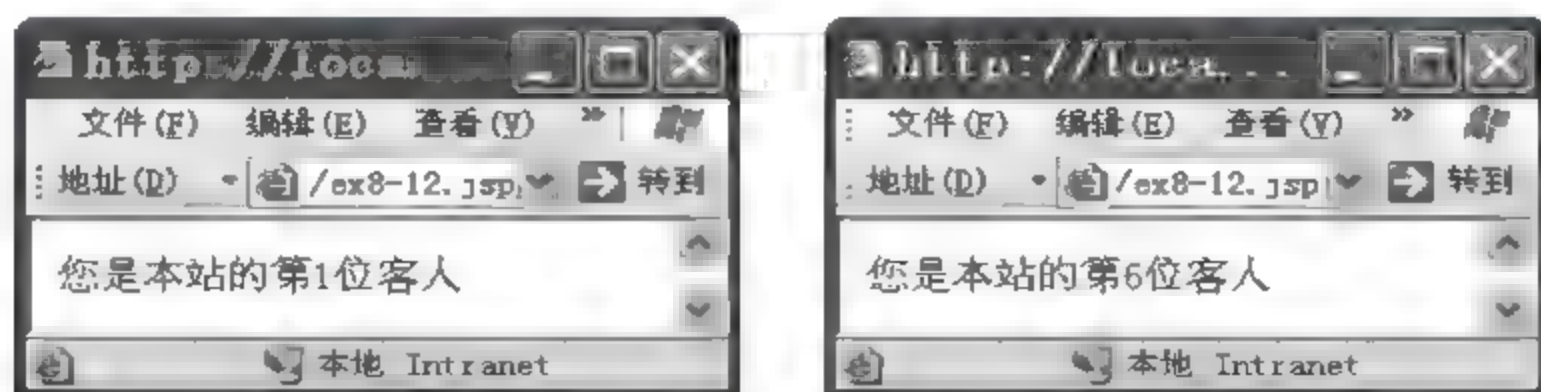 http://loca
文件(F) 编辑(E) 查看(V) »
地址(D) /ex8-12.jsp 转到
您是本站的第1位客人
本地 Intranet
http://loca...
文件(F) 编辑(E) 查看(V) »
地址(D) /ex8-12.jsp 转到
您是本站的第6位客人
本地 Intranet